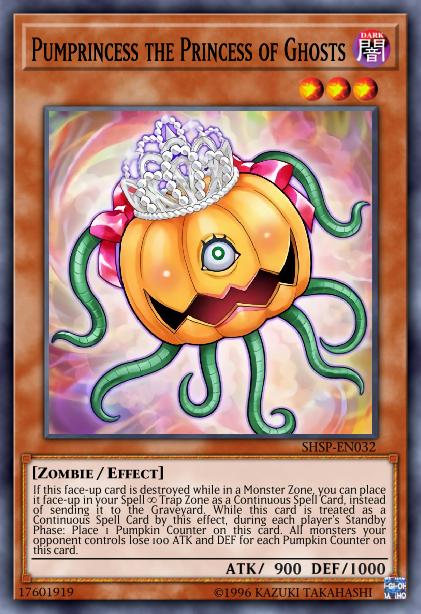 PUMPRINCESS THE PRINCESS OF GHOSTS
DARK
闇
SHSP-EN032
[ZOMBIE / EFFECT]
If this face-up card is destroyed while in a Monster Zone, you can place
it face-up in your Spell ∞ Trap Zone as a Continuous Spell Card, instead
of sending it to the Graveyard. While this card is treated as a
Continuous Spell Card by this effect, during each player's Standby
Phase: Place 1 Pumpkin Counter on this card. All monsters your
opponent controls lose 100 ATK and DEF for each Pumpkin Counter on
this card.
ATK/ 900 DEF/1000
17601919
©1996 KAZUKI TAKAHASHI